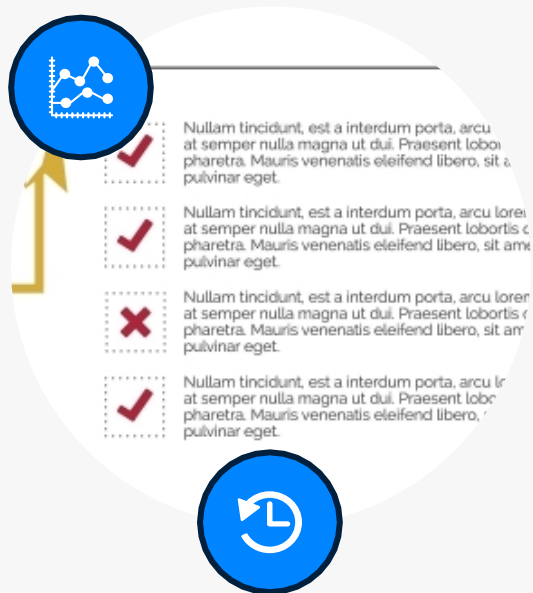 Nullam tincidunt, est a interdum porta, arcu
at semper nulla magna ut dui. Praesent
pharetra. Mauris venenatis eleifend libero, sit
pulvinar eget.
Nullam tincidunt, est a interdum porta, arcu
at semper nulla magna ut dui. Praesent lobortis
pharetra. Mauris venenatis eleifend libero, sit
pulvinar eget.
Nullam tincidunt, est a interdum porta, arcu
at semper nulla magna ut dui. Praesent lobortis
pharetra. Mauris venenatis eleifend libero, sit
pulvinar eget.
Nullam tincidunt, est a interdum porta, arcu
at semper nulla magna ut dui. Praesent
pharetra. Mauris venenatis eleifend libero,
pulvinar eget.